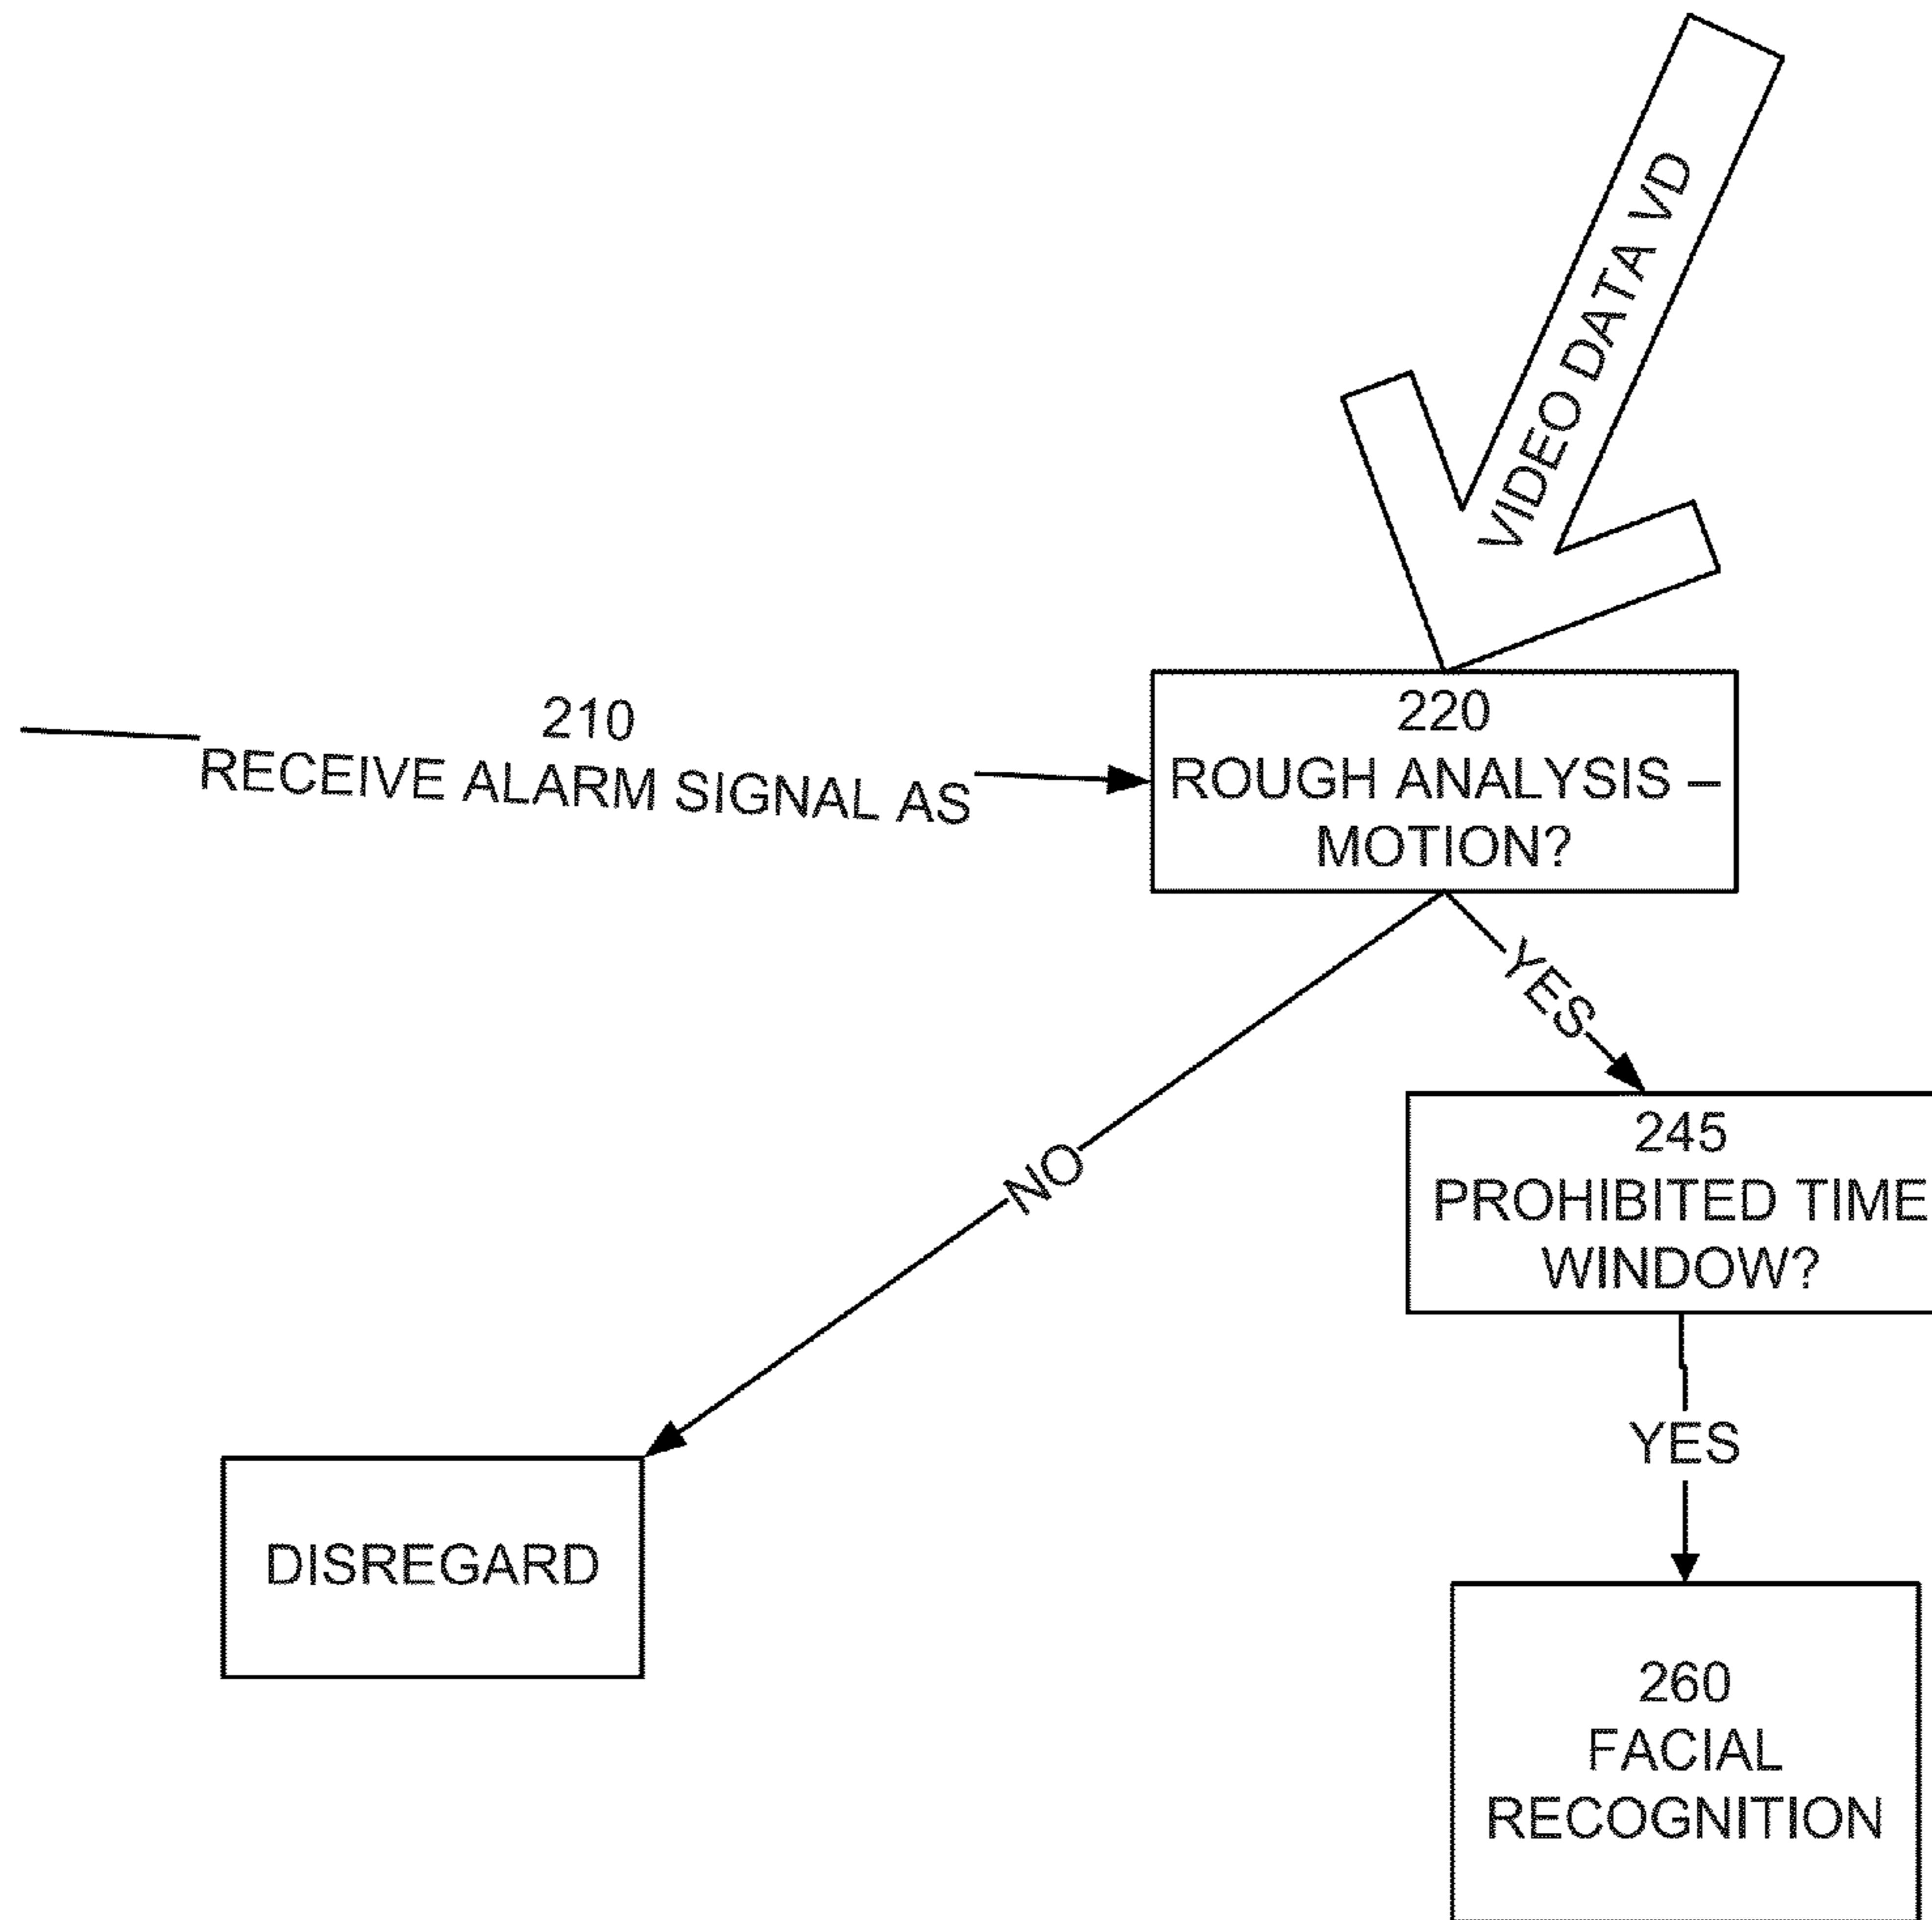 VIDEO DATA VD
210
RECEIVE ALARM SIGNAL AS
220
ROUGH ANALYSIS –
MOTION?
YES
NO
245
PROHIBITED TIME
WINDOW?
YES
DISREGARD
260
FACIAL
RECOGNITION